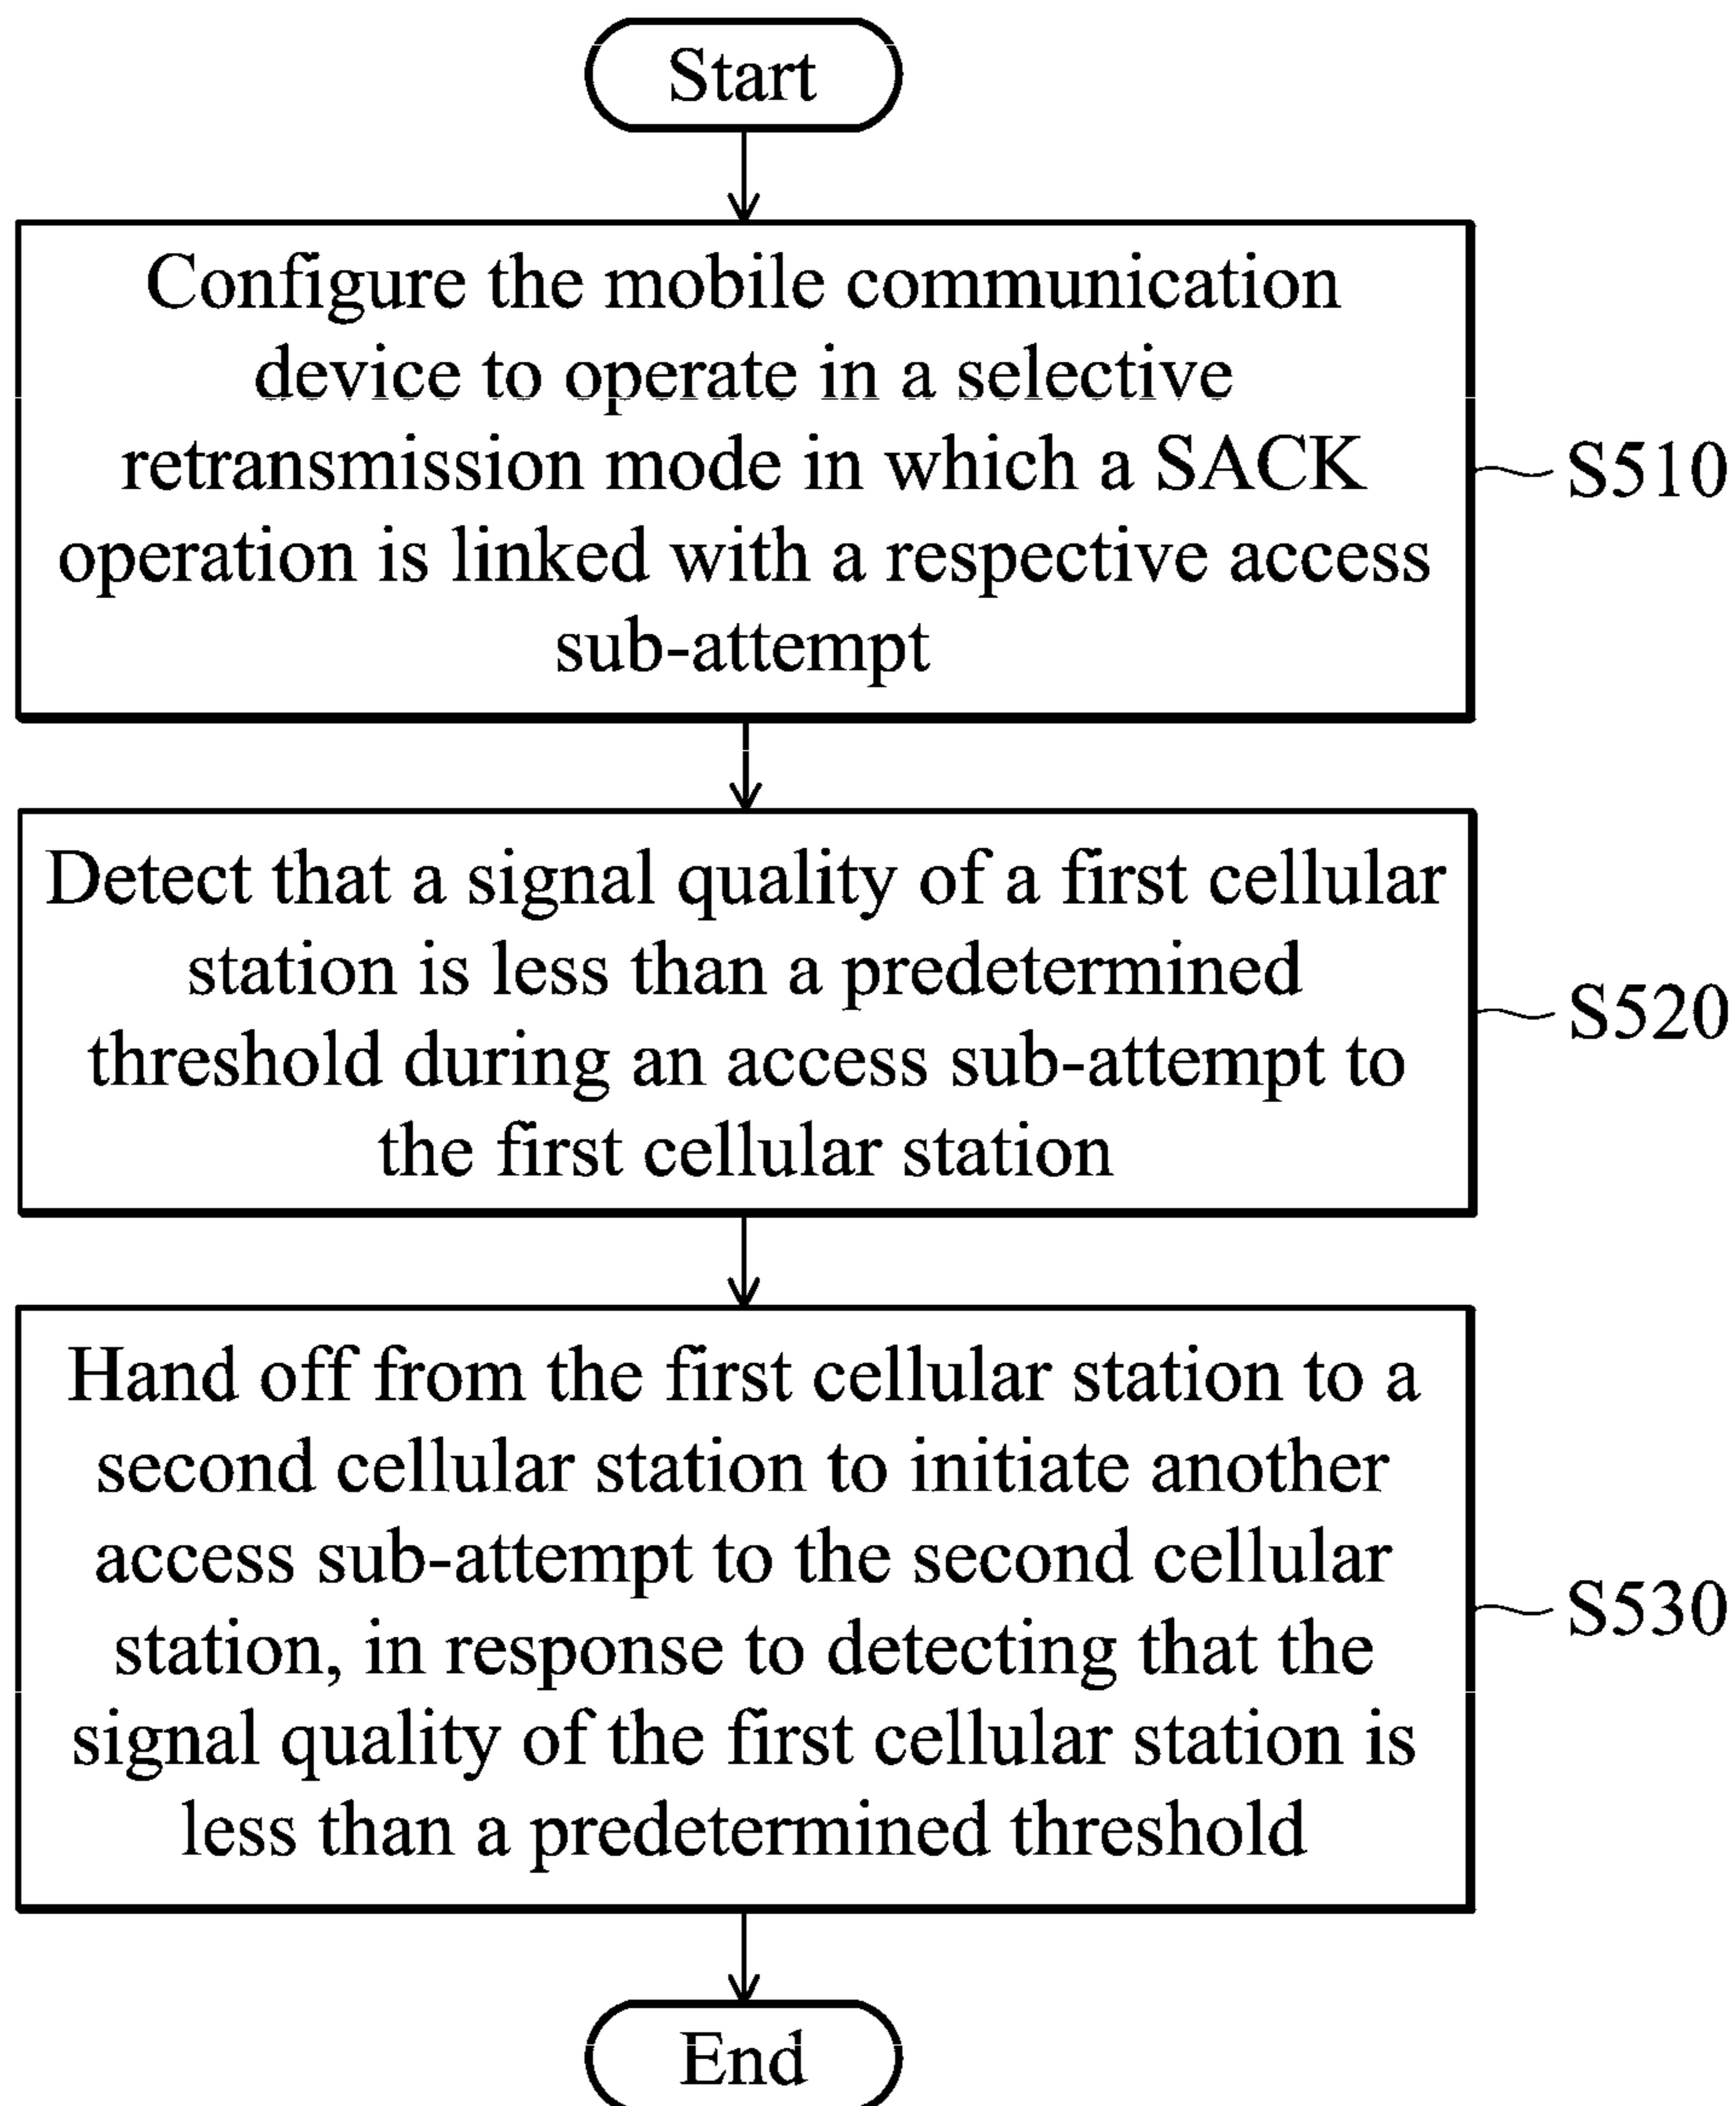 Start
Configure the mobile communication
device to operate in a selective
retransmission mode in which a SACK
operation is linked with a respective access
sub-attempt
S510
Detect that a signal quality of a first cellular
station is less than a predetermined
threshold during an access sub-attempt to
the first cellular station
S520
Hand off from the first cellular station to a
second cellular station to initiate another
access sub-attempt to the second cellular
station, in response to detecting that the
signal quality of the first cellular station is
less than a predetermined threshold
S530
End